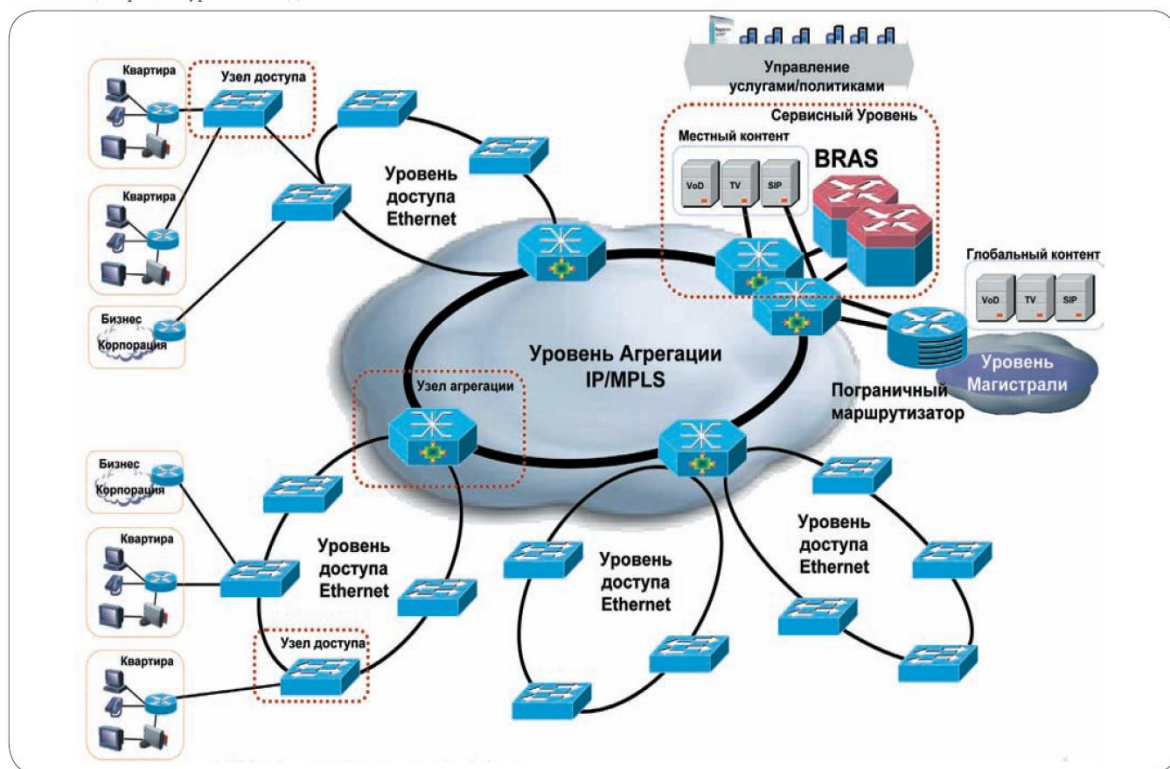 Квартира
Узел доступа
Управление
услугами/политиками
Сервисный Уровень
Местный контент
VoD
TV
SIP
BRAS
Квартира
Уровень
доступа
Ethernet
Глобальный контент
VoD
TV
SIP
Бизнес
Корпорация
Уровень Агрегации
IP/MPLS
Уровень
Магистрали
Пограничный
маршрутизатор
Узел агрегации
Бизнес
Корпорация
Квартира
Уровень
доступа
Ethernet
Уровень
доступа
Ethernet
Уровень
доступа
Ethernet
Узел доступа
Квартира